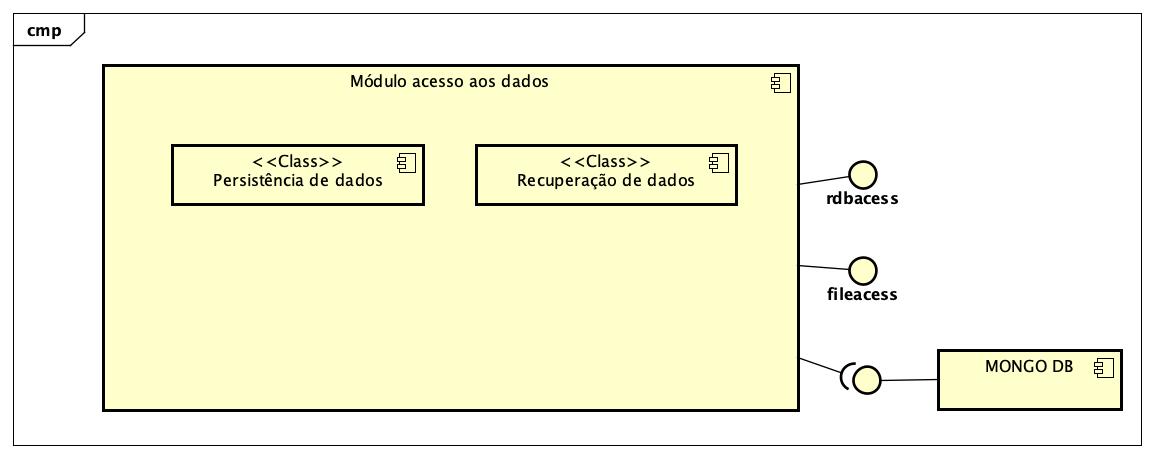 cmp
Módulo acesso aos dados
<<Class>>
Persistência de dados
<<Class>>
Recuperação de dados
rdbacess
fileacess
MONGO DB